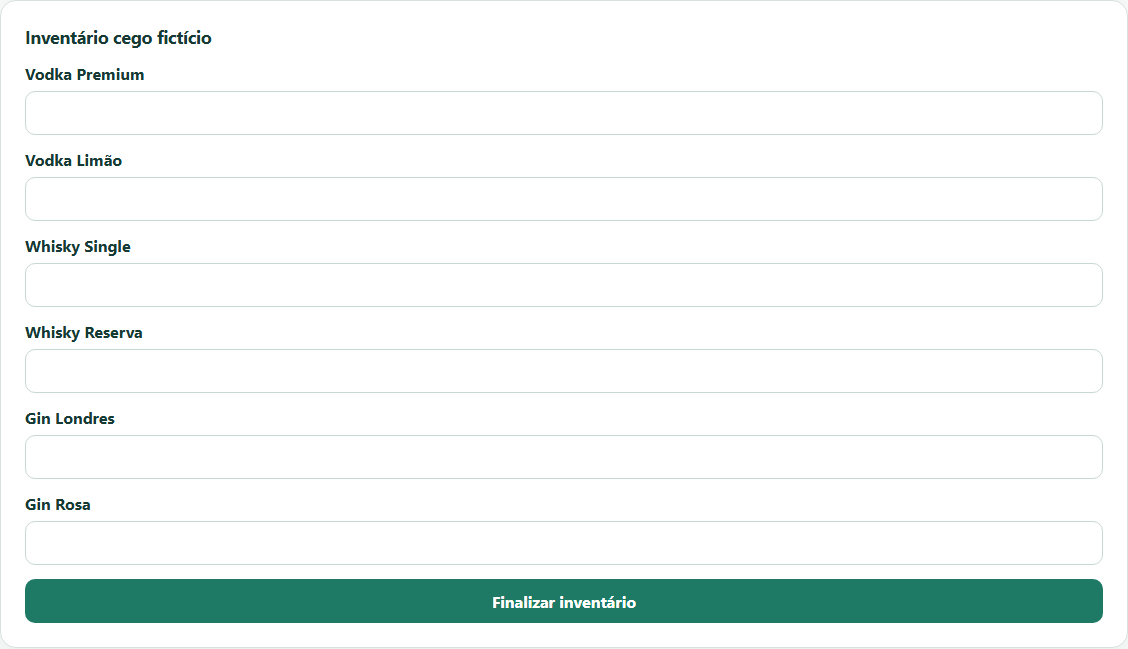 Inventário cego fictício
Vodka Premium
Vodka Limão
Whisky Single
Whisky Reserva
Gin Londres
Gin Rosa
Finalizar inventário